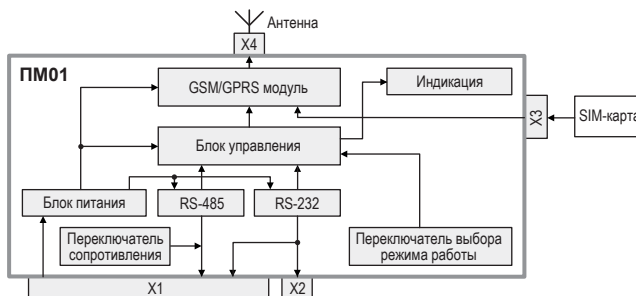 Антенна
X4
ПМ01
GSM/GPRS модуль
Индикация
X3
SIM-карта
Блок управления
Блок питания
RS-485
RS-232
Переключатель
сопротивления
Переключатель выбора
режима работы
X1
X2